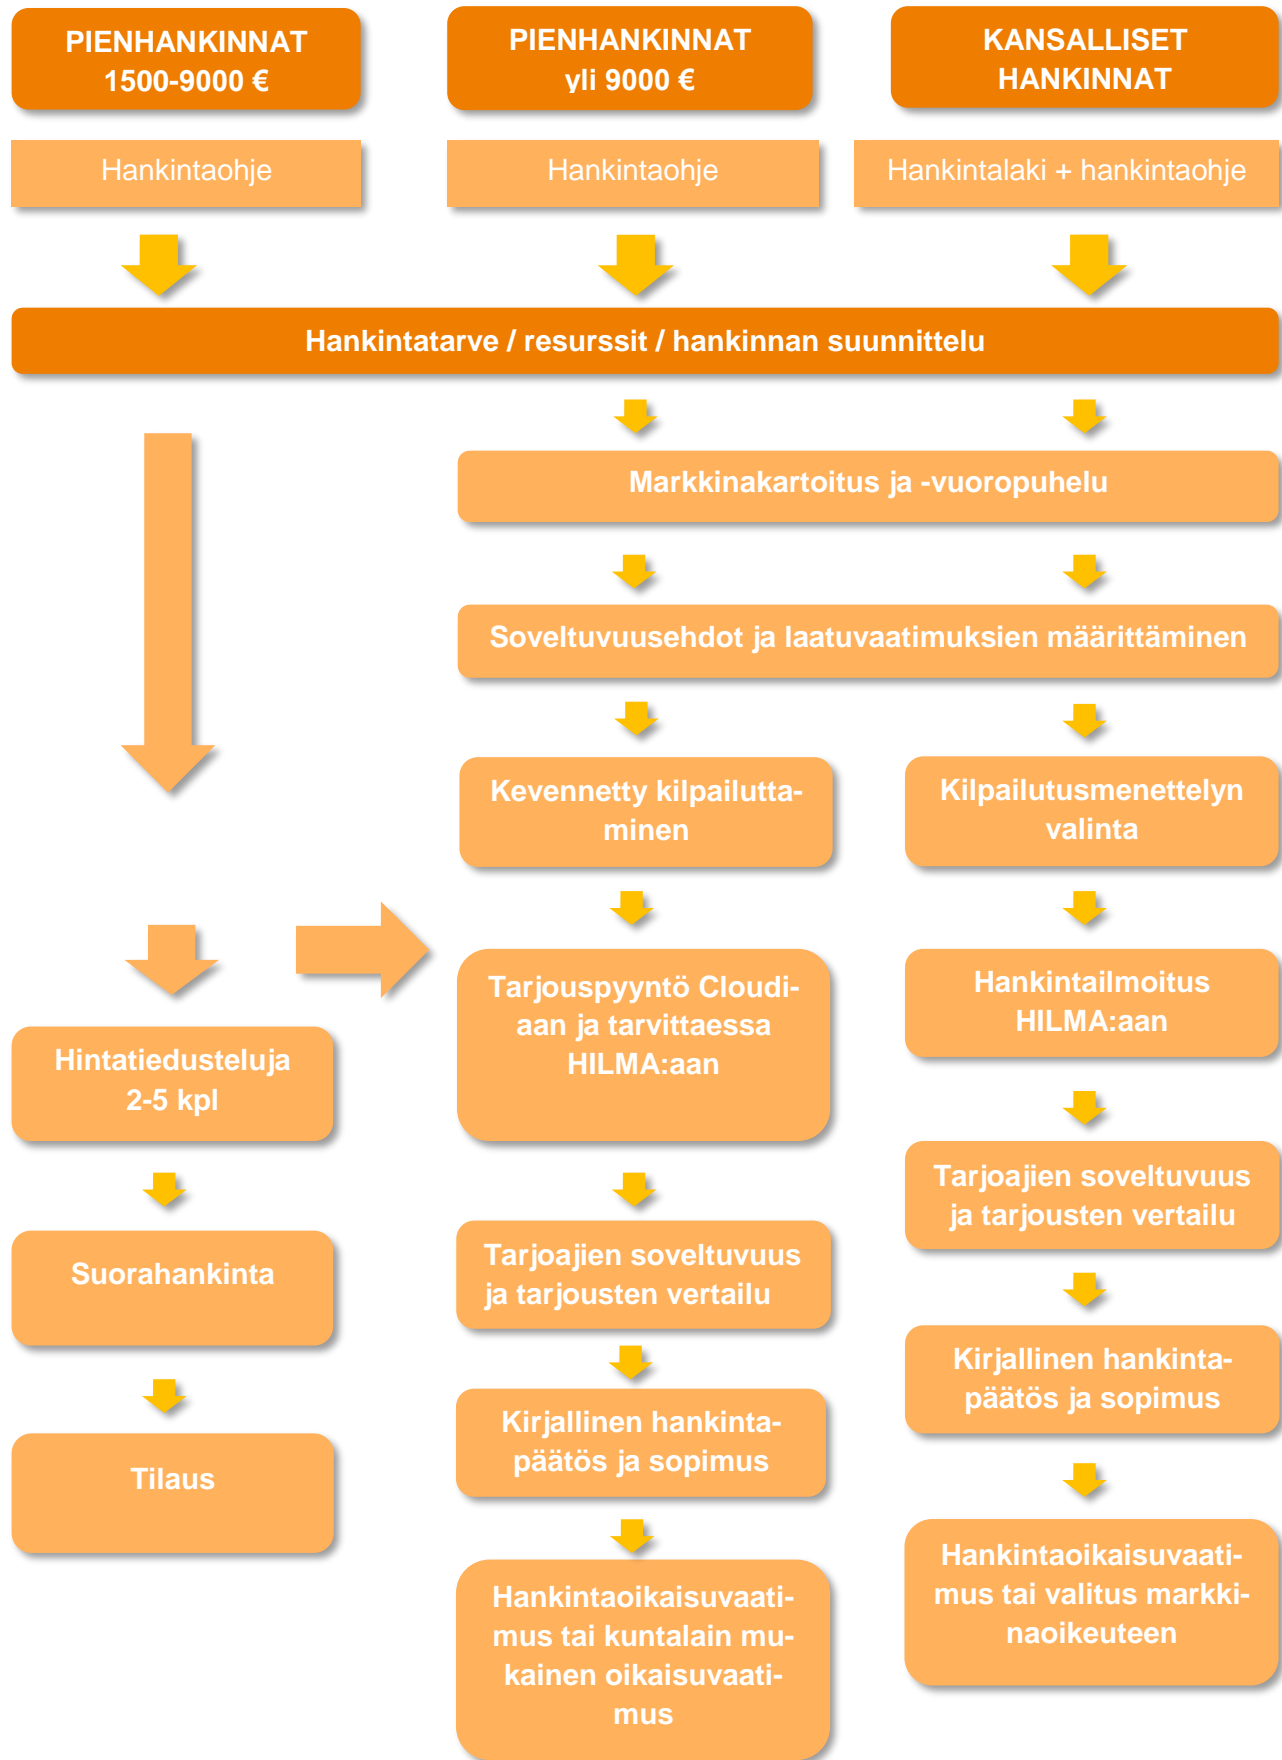 PIENHANKINNAT
1500-9000 €
PIENHANKINNAT
yli 9000 €
KANSALLISET
HANKINNAT
Hankintaohje
Hankintaohje
Hankintalaki + hankintaohje
Hankintatarve / resurssit / hankinnan suunnittelu
Markkinakartoitus ja -vuoropuhelu
Soveltuvuusehdot ja laatuvaatimuksien määrittäminen
Kevennetty kilpailutta-
minen
Kilpailutusmenettelyn
valinta
Tarjouspyyntö Cloudi-
aan ja tarvittaessa
HILMA:aan
Hankintailmoitus
HILMA:aan
Hintatiedusteluja
2-5 kpl
Tarjoajien soveltuvuus
ja tarjousten vertailu
Suorahankinta
Tarjoajien soveltuvuus
ja tarjousten vertailu
Kirjallinen hankinta-
päätös ja sopimus
Tilaus
Kirjallinen hankinta-
päätös ja sopimus
Hankintaoikaisuvaati-
mus tai valitus markki-
naoikeuteen
Hankintaoikaisuvaati-
mus tai kuntalain mu-
kainen oikaisuvaati-
mus